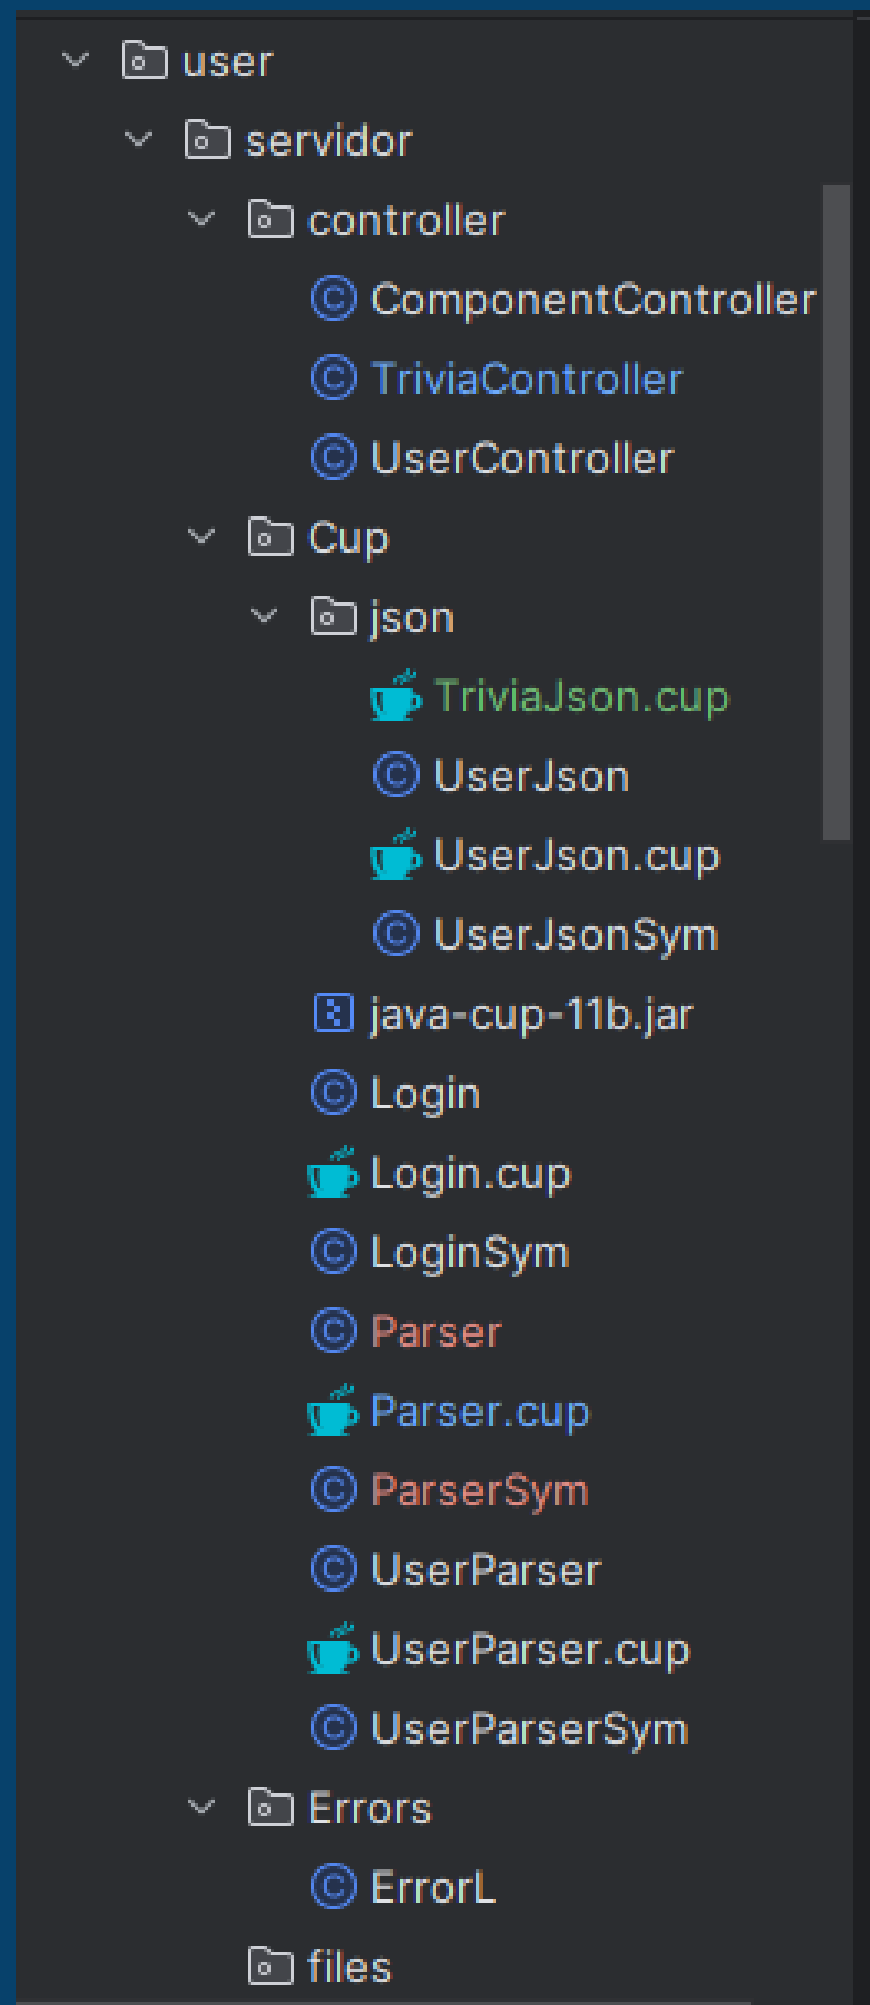 user
servidor
controller
ComponentController
TriviaController
UserController
Cup
json
TriviaJson.cup
UserJson
UserJson.cup
UserJsonSym
java-cup-11b.jar
Login
Login.cup
LoginSym
Parser
Parser.cup
ParserSym
UserParser
UserParser.cup
UserParserSym
Errors
ErrorL
files